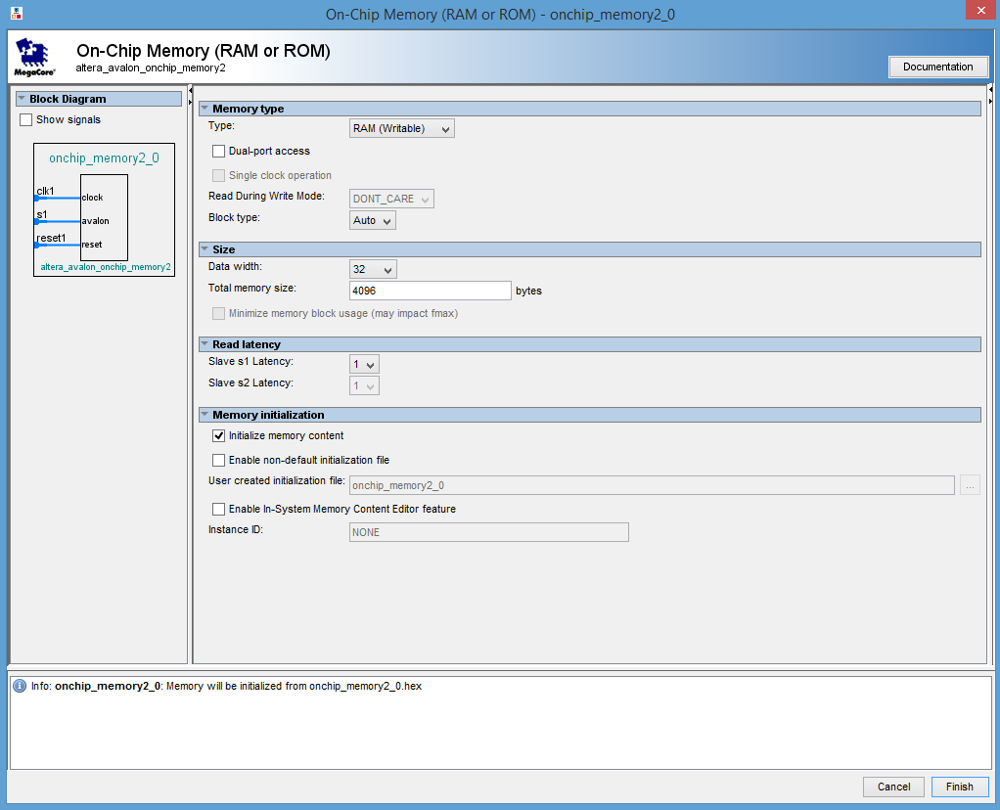 On-Chip Memory (RAM or ROM) - onchip_memory2_0
MegaCore®
On-Chip Memory (RAM or ROM)
altera_avalon_onchip_memory2
Documentation
Block Diagram
Show signals
onchip_memory2_0
clk1
clock
s1
avalon
reset1
reset
altera_avalon_onchip_memory2
Memory type
Type: RAM (Writable)
Dual-port access
Single clock operation
Read During Write Mode: DONT_CARE
Block type: Auto
Size
Data width: 32
Total memory size: 4096 bytes
Minimize memory block usage (may impact fmax)
Read latency
Slave s1 Latency: 1
Slave s2 Latency: 1
Memory initialization
Initialize memory content
Enable non-default initialization file
User created initialization file: onchip_memory2_0 ...
Enable In-System Memory Content Editor feature
Instance ID: NONE
Info: onchip_memory2_0: Memory will be initialized from onchip_memory2_0.hex
Cancel Finish